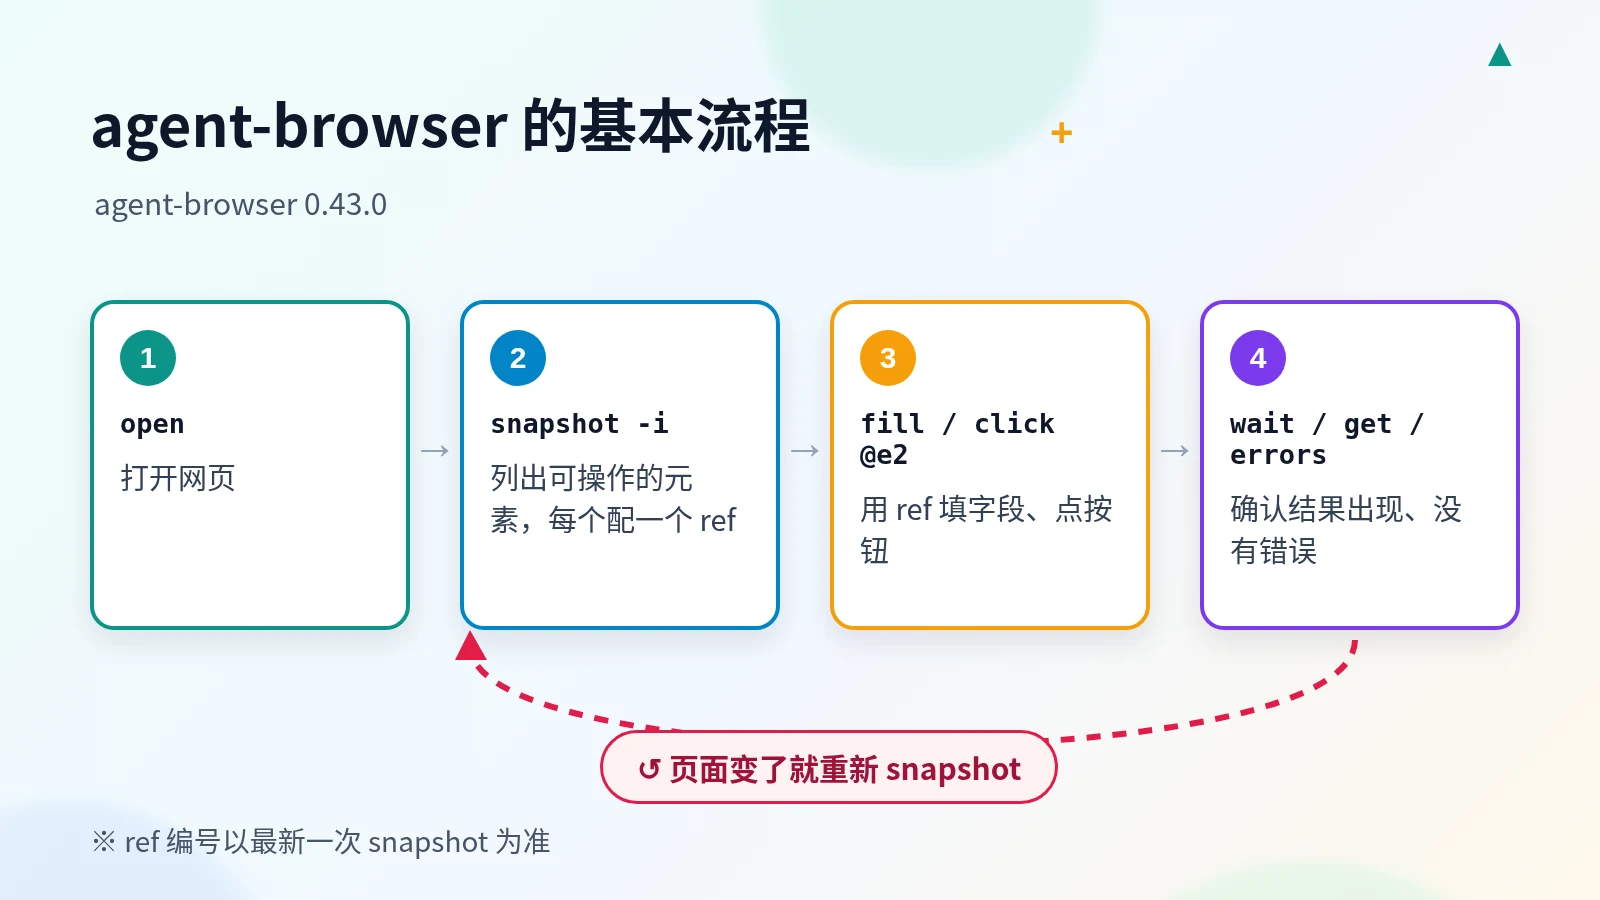 agent-browser 的基本流程
agent-browser 0.43.0
1
open
打开网页
→
2
snapshot -i
列出可操作的元
素，每个配一个 ref
→
3
fill / click
@e2
用 ref 填字段、点按
钮
→
4
wait / get /
errors
确认结果出现、没
有错误
↺ 页面变了就重新 snapshot
※ ref 编号以最新一次 snapshot 为准